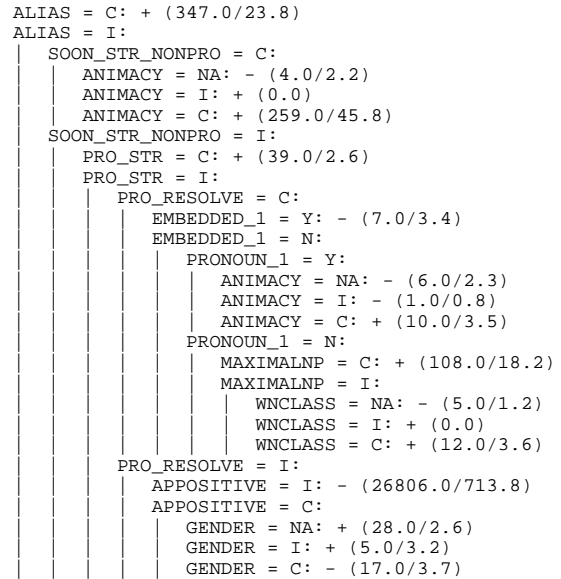 ALIAS = C: + (347.0/23.8)
ALIAS = I:
|   SOON_STR_NONPRO = C:
|   |   ANIMACY = NA: - (4.0/2.2)
|   |   ANIMACY = I: + (0.0)
|   |   ANIMACY = C: + (259.0/45.8)
|   SOON_STR_NONPRO = I:
|   |   PRO_STR = C: + (39.0/2.6)
|   |   PRO_STR = I:
|   |   |   PRO_RESOLVE = C:
|   |   |   |   EMBEDDED_1 = Y: - (7.0/3.4)
|   |   |   |   EMBEDDED_1 = N:
|   |   |   |   |   PRONOUN_1 = Y:
|   |   |   |   |   |   ANIMACY = NA: - (6.0/2.3)
|   |   |   |   |   |   ANIMACY = I: - (1.0/0.8)
|   |   |   |   |   |   ANIMACY = C: + (10.0/3.5)
|   |   |   |   |   PRONOUN_1 = N:
|   |   |   |   |   |   MAXIMALNP = C: + (108.0/18.2)
|   |   |   |   |   |   MAXIMALNP = I:
|   |   |   |   |   |   |   WNCLASS = NA: - (5.0/1.2)
|   |   |   |   |   |   |   WNCLASS = I: + (0.0)
|   |   |   |   |   |   |   WNCLASS = C: + (12.0/3.6)
|   |   |   PRO_RESOLVE = I:
|   |   |   |   APPOSITIVE = I: - (26806.0/713.8)
|   |   |   |   APPOSITIVE = C:
|   |   |   |   |   GENDER = NA: + (28.0/2.6)
|   |   |   |   |   GENDER = I: + (5.0/3.2)
|   |   |   |   |   GENDER = C: - (17.0/3.7)